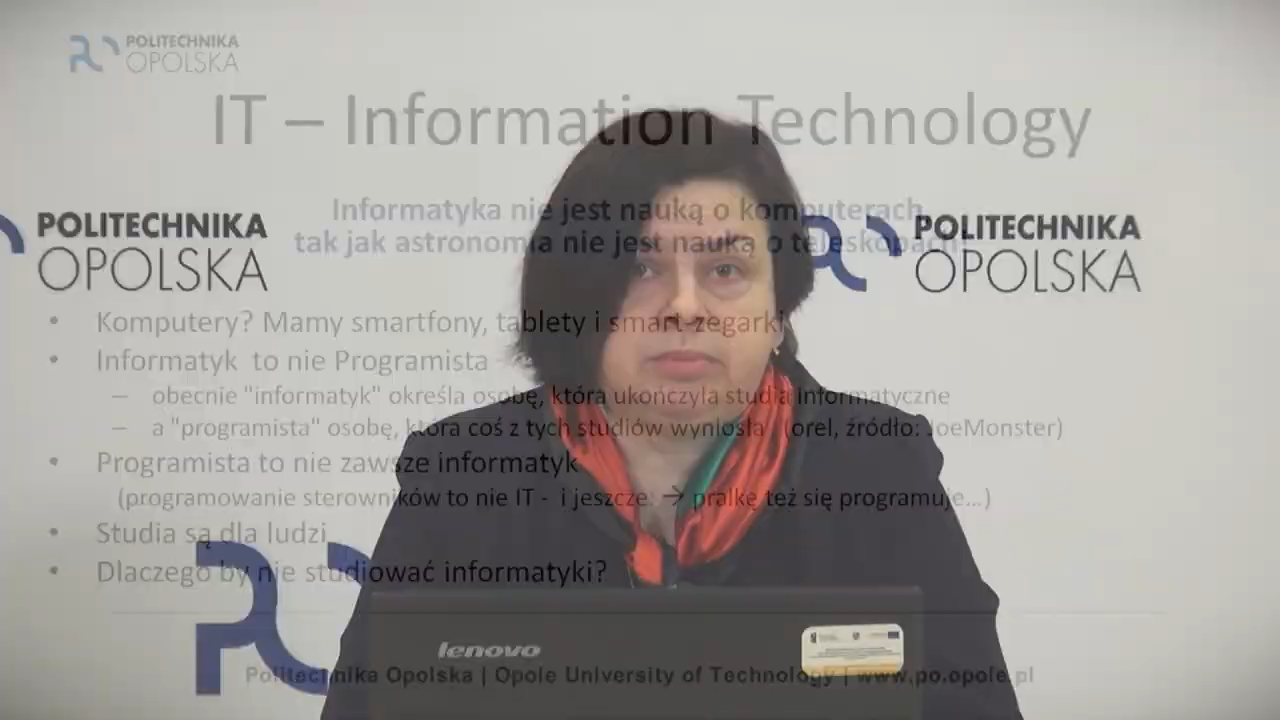 POLITECHNIKA
OPOLSKA
IT – Information Technology
Informatyka nie jest nauką o komputerach
tak jak astronomia nie jest nauką o teleskopach!
POLITECHNIKA
OPOLSKA
POLITECHNIKA
OPOLSKA
• Komputery? Mamy smartfony, tablety i smart zegarki
• Informatyk to nie Programista
– obecnie "informatyk" określa osobę, która ukończyla studia Informatyczne
– a "programista" osobę, która coś z tych studiów wyniosła (orel, źródło: JoeMonster)
• Programista to nie zawsze informatyk
(programowanie sterowników to nie IT - i jeszcze: → pralkę też się programuje...)
• Studia są dla ludzi
• Dlaczego by nie studiować informatyki?
lenovo
Politechnika Opolska | Opole University of Technology | www.po.opole.pl